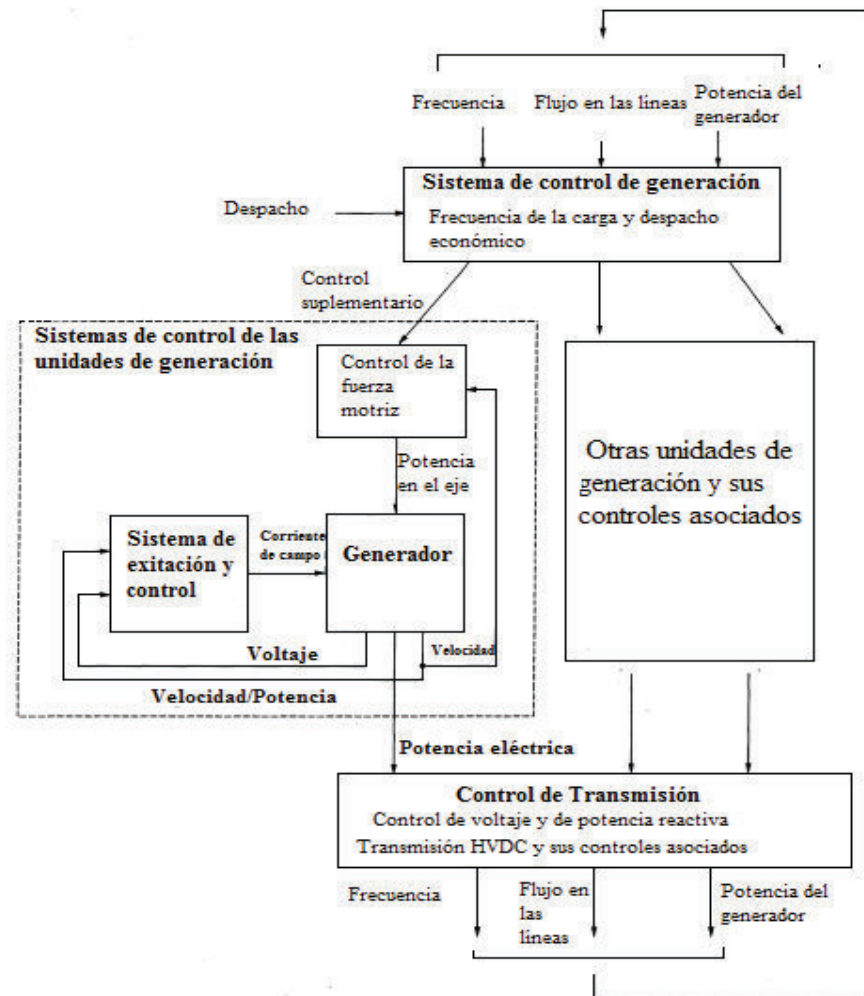 Frecuencia
Flujo en las lineas
Potencia del
generador
Sistema de control de generación
Frecuencia de la carga y despacho
económico
Despacho
Control
suplementario
Sistemas de control de las
unidades de generación
Control de la
fuerza
motriz
Otras unidades de
generación y sus
controles asociados
Potencia
en el eje
Sistema de
exitación y
control
Corriente
de campo
Generador
Voltaje
Velocidad
Velocidad/Potencia
Potencia eléctrica
Control de Transmisión
Control de voltaje y de potencia reactiva
Transmisión HVDC y sus controles asociados
Frecuencia
Flujo en
las
líneas
Potencia del
generador